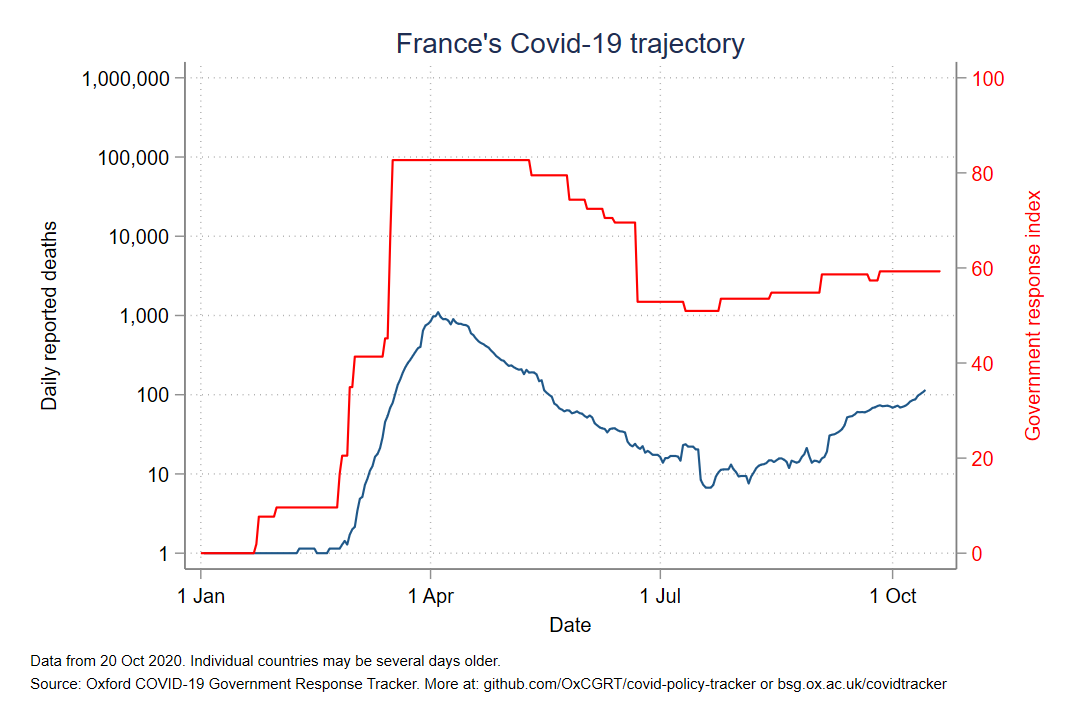 France's Covid-19 trajectory
1,000,000
100,000
10,000
1,000
100
10
1
Daily reported deaths
100
80
60
40
20
0
Government response index
1 Jan
1 Apr
1 Jul
1 Oct
Date
Data from 20 Oct 2020. Individual countries may be several days older.
Source: Oxford COVID-19 Government Response Tracker. More at: github.com/OxCGRT/covid-policy-tracker or bsg.ox.ac.uk/covidtracker